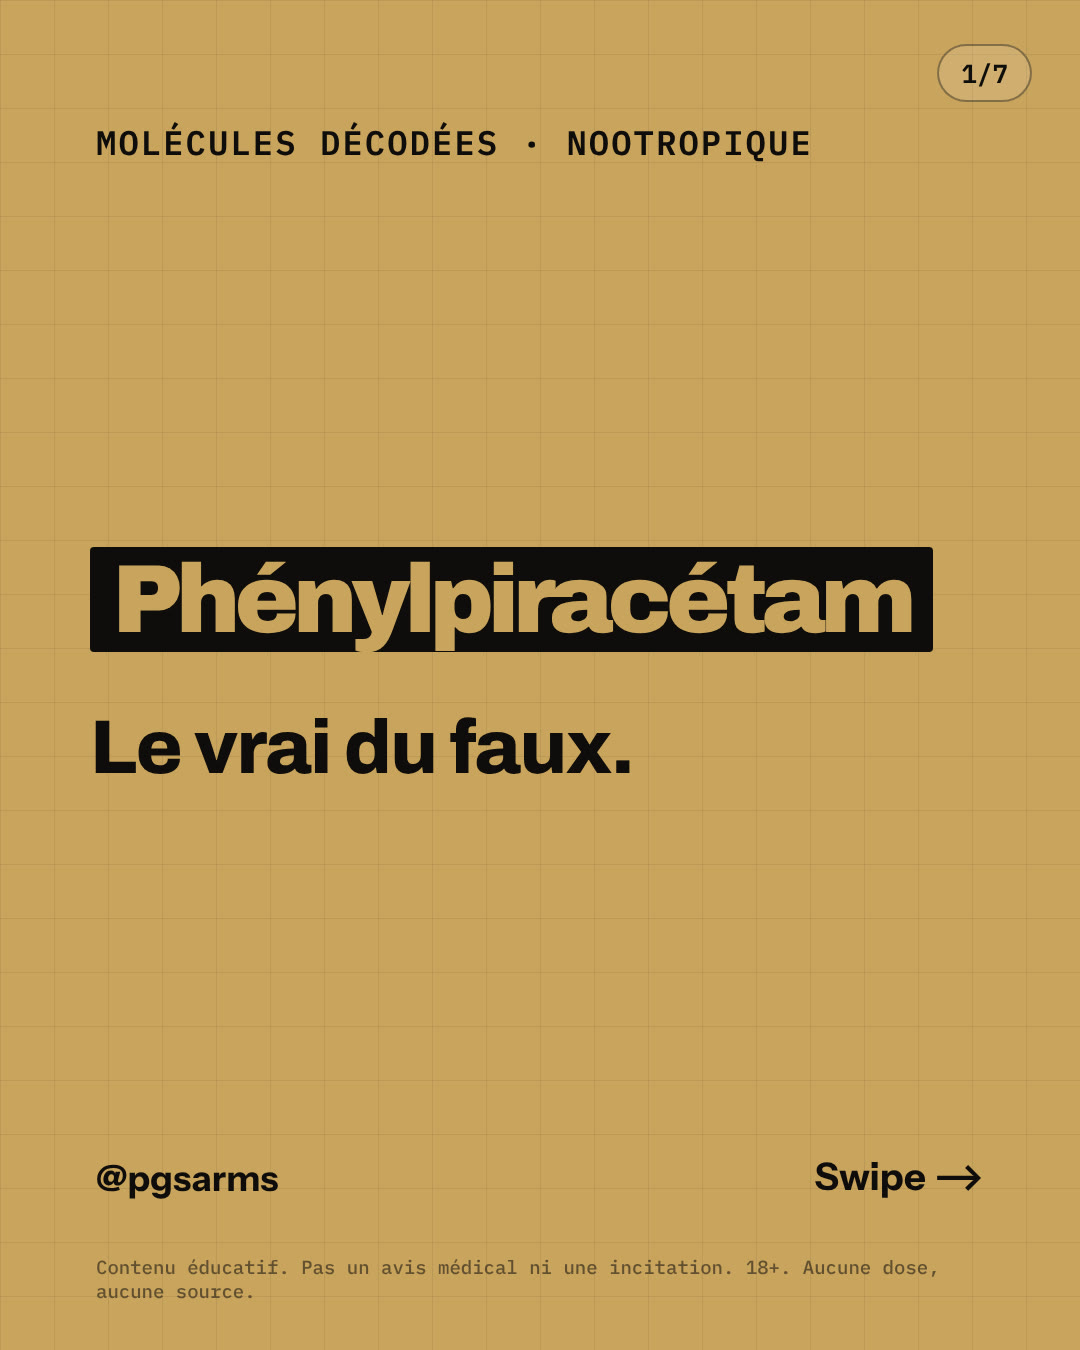 1/7
MOLÉCULES DÉCODÉES · NOOTROPIQUE
Phénylpiracétam
Le vrai du faux.
@pgsarms
Swipe →
Contenu éducatif. Pas un avis médical ni une incitation. 18+. Aucune dose,
aucune source.